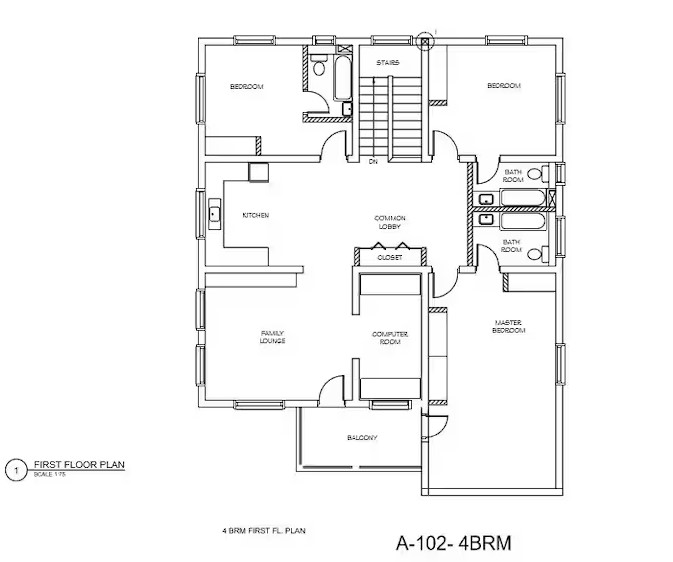 STAIRS
BEDROOM
BEDROOM
DN
BATH
ROOM
KITCHEN
COMMON
LOBBY
BATH
ROOM
CLOSET
FAMILY
LOUNGE
COMPUTER
ROOM
MASTER
BEDROOM
BALCONY
1
FIRST FLOOR PLAN
SCALE 1:75
4 BRM FIRST FL. PLAN
A-102- 4BRM